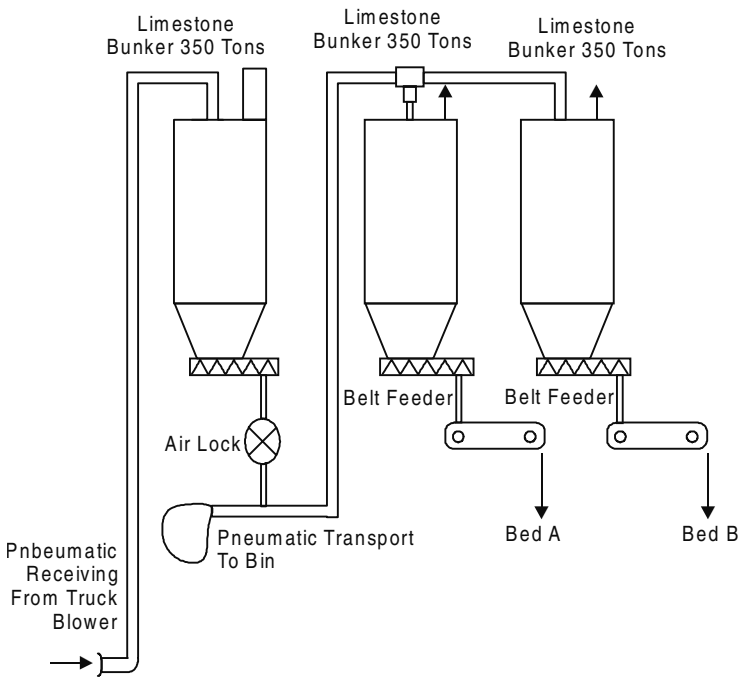 Limestone
Bunker 350 Tons
Limestone
Bunker 350 Tons
Limestone
Bunker 350 Tons
Belt Feeder
Belt Feeder
Air Lock
Pneumatic Transport
To Bin
Bed A
Bed B
Pnbeumatic
Receiving
From Truck
Blower